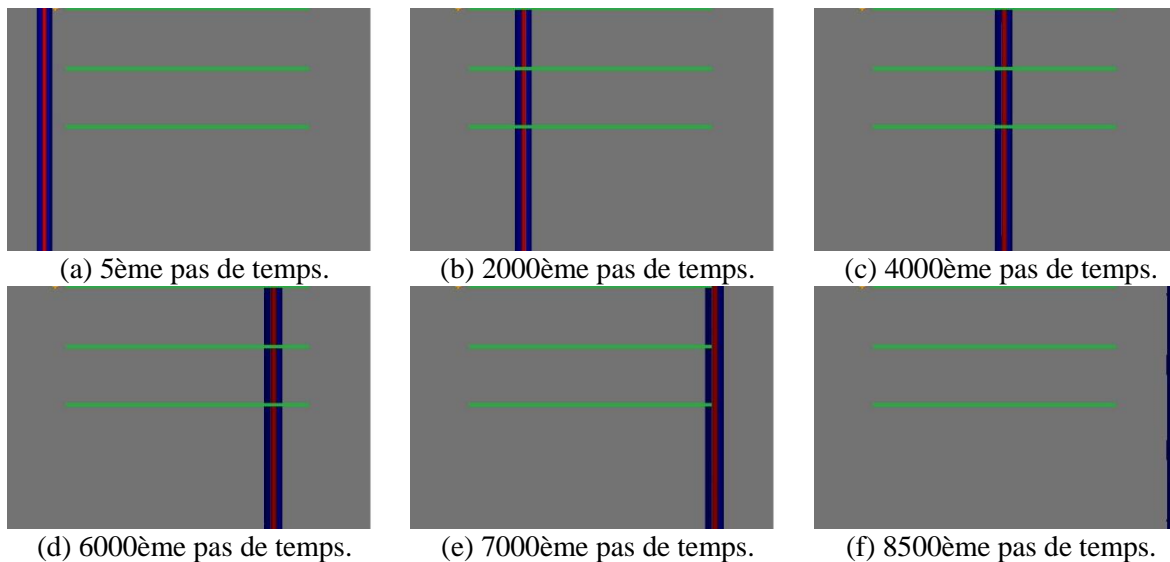 (a) 5ème pas de temps.
(b) 2000ème pas de temps.
(c) 4000ème pas de temps.
(d) 6000ème pas de temps.
(e) 7000ème pas de temps.
(f) 8500ème pas de temps.